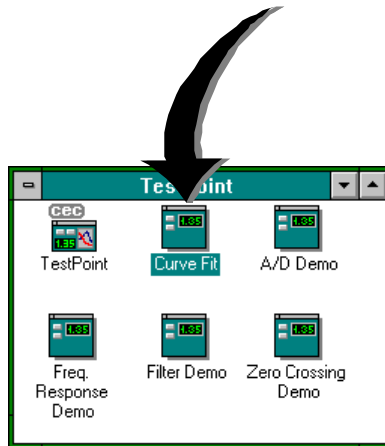 TestPoint
cec
1.35
1.35
1.35
TestPoint
Curve Fit
A/D Demo
1.35
1.35
1.35
Freq.
Response
Demo
Filter Demo
Zero Crossing
Demo